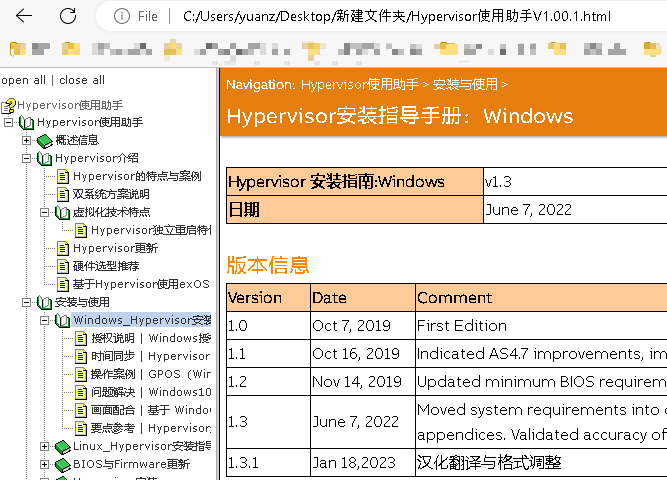 File
C:/Users/yuanz/Desktop/新建文件夹/Hypervisor使用助手V1.00.1.html
open all | close all
Hypervisor使用助手
Hypervisor使用助手
概述信息
Hypervisor介绍
Hypervisor的特点与案例
双系统方案说明
虚拟化技术特点
Hypervisor独立重启特
Hypervisor更新
硬件选型推荐
基于Hypervisor使用exOS
安装与使用
Windows_Hypervisor安装
授权说明 | Windows授
时间同步 | Hypervisor
操作案例 | GPOS（Win
问题解决 | Windows10
画面配合 | 基于 Windo
要点参考 | Hypervisor
Linux_Hypervisor安装指导
BIOS与Firmware更新
Navigation: Hypervisor使用助手 > 安装与使用 >
Hypervisor安装指导手册：Windows
Hypervisor 安装指南:Windows v1.3
日期 June 7, 2022
版本信息
Version Date Comment
1.0 Oct 7, 2019 First Edition
1.1 Oct 16, 2019 Indicated AS4.7 improvements, im
1.2 Nov 14, 2019 Updated minimum BIOS requirem
1.3 June 7, 2022 Moved system requirements into
appendices. Validated accuracy of
1.3.1 Jan 18,2023 汉化翻译与格式调整